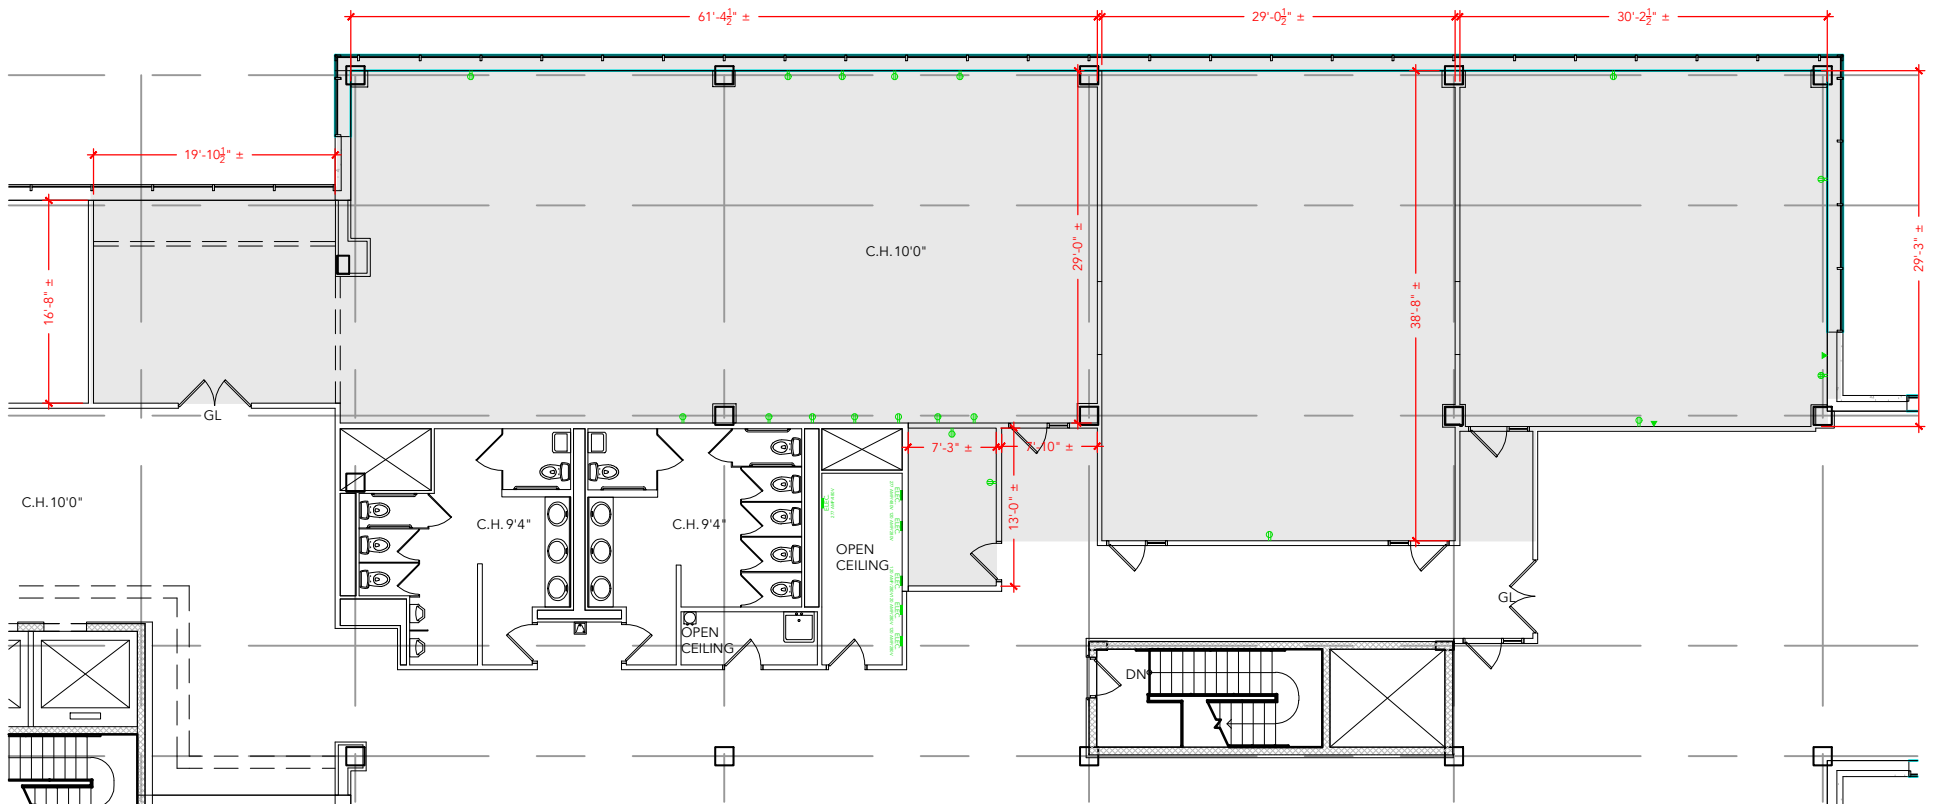 61'-4½" ±
29'-0½" ±
30'-2½" ±
19'-10½" ±
16'-8" ±
C.H. 10'0"
29'-0" ±
38'-8" ±
29'-3" ±
GL
7'-3" ±
7'-10" ±
13'-0" ±
C.H. 10'0"
C.H. 9'4"
C.H. 9'4"
OPEN
CEILING
OPEN
CEILING
GL
DN